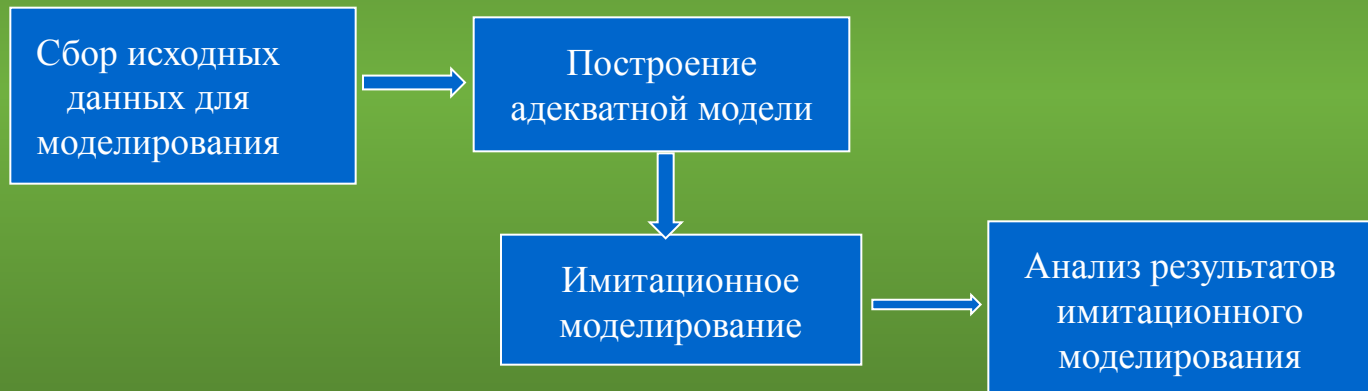 Сбор исходных
данных для
моделирования
Построение
адекватной модели
Имитационное
моделирование
Анализ результатов
имитационного
моделирования